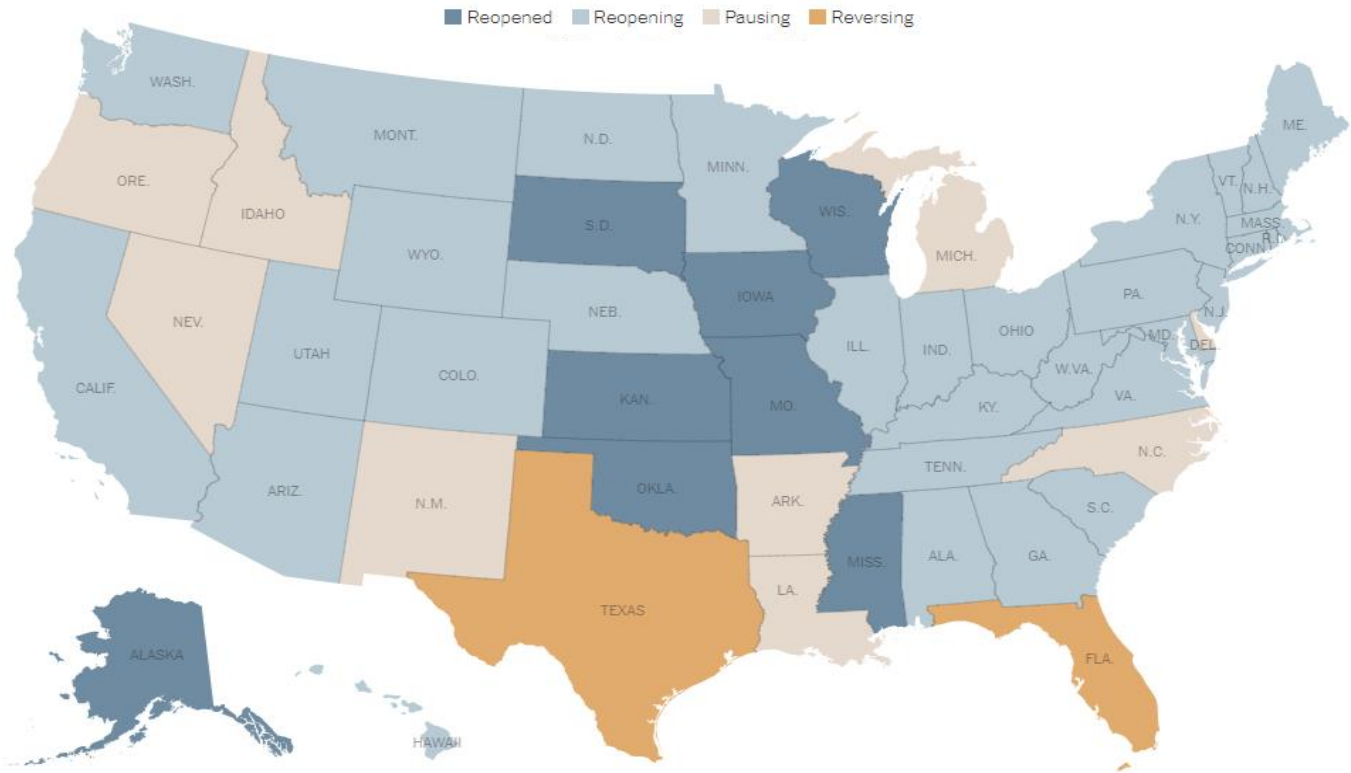 Reopened Reopening Pausing Reversing
WASH.
MONT.
N.D.
MINN.
ME.
ORE.
IDAHO
S.D.
WIS.
VT.
N.H.
N.Y.
MASS.
R.I.
CONN.
WYO.
MICH.
IOWA
NEB.
PA.
N.J.
NEV.
UTAH
COLO.
ILL.
IND.
OHIO
MD.
DEL.
W.VA.
CALIF.
KAN.
MO.
KY.
VA.
N.C.
TENN.
ARIZ.
N.M.
OKLA.
ARK.
S.C.
MISS.
ALA.
GA.
LA.
TEXAS
FLA.
ALASKA
HAWAII